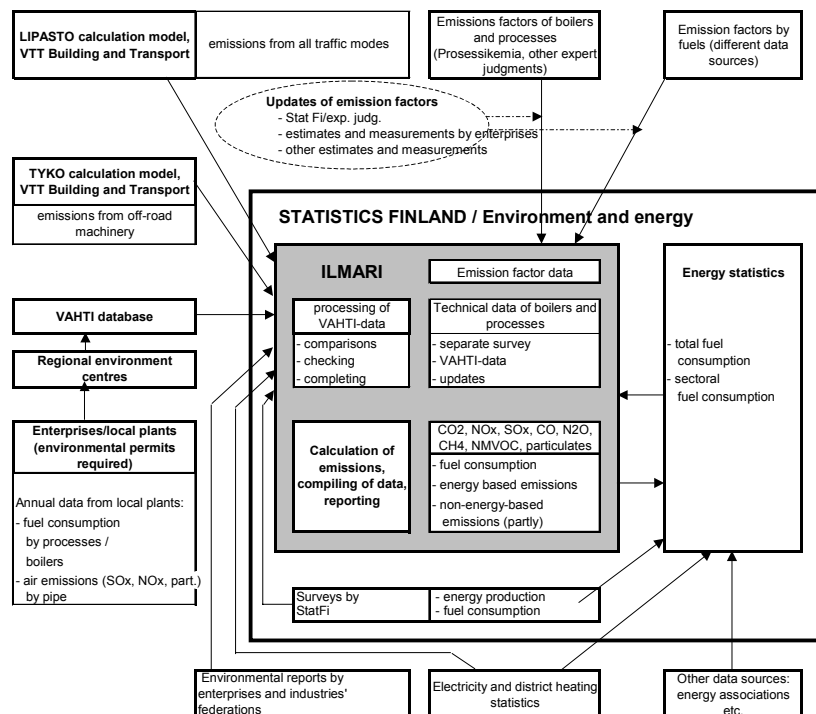 LIPASTO calculation model,
VTT Building and Transport
emissions from all traffic modes
Emissions factors of boilers
and processes
(Prosessikemia, other expert
judgments)
Emission factors by
fuels (different data
sources)
Updates of emission factors
- Stat Fi/exp. judg.
- estimates and measurements by enterprises
- other estimates and measurements
TYKO calculation model,
VTT Building and Transport
emissions from off-road
machinery
STATISTICS FINLAND / Environment and energy
ILMARI
Emission factor data
Energy statistics
- total fuel
consumption
- sectoral
fuel consumption
processing of
VAHTI-data
- comparisons
- checking
- completing
Technical data of boilers and
processes
- separate survey
- VAHTI-data
- updates
VAHTI database
Regional environment
centres
Enterprises/local plants
(environmental permits
required)
Annual data from local plants:
- fuel consumption
by processes /
boilers
- air emissions (SOx, NOx, part.)
by pipe
Calculation of
emissions,
compiling of data,
reporting
CO2, NOx, SOx, CO, N2O,
CH4, NMVOC, particulates
- fuel consumption
- energy based emissions
- non-energy-based
emissions (partly)
Surveys by
StatFi
- energy production
- fuel consumption
Environmental reports by
enterprises and industries'
federations
Electricity and district heating
statistics
Other data sources:
energy associations
etc.